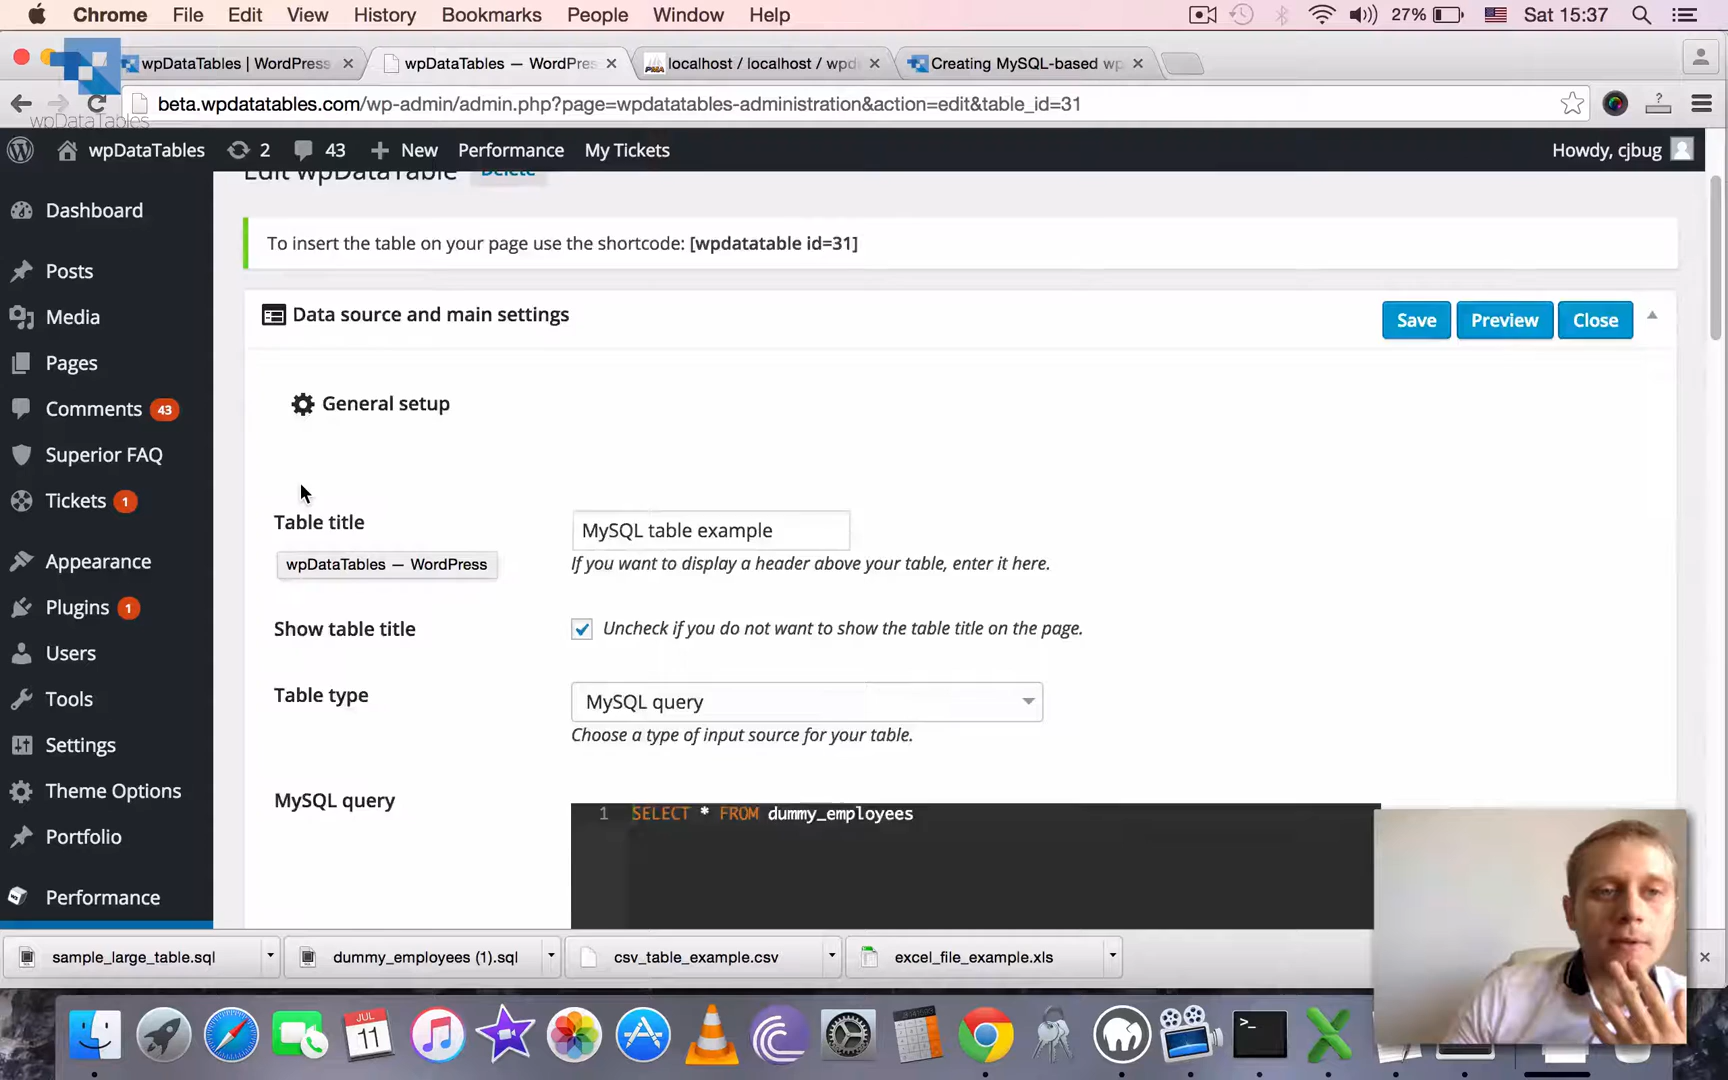 Chrome File Edit View History Bookmarks People Window Help 27% Sat 15:37
wpDataTables | WordPress
wpDataTables — WordPres
localhost / localhost / wpd
Creating MySQL-based wp
beta.wpdatatables.com/wp-admin/admin.php?page=wpdatatables-administration&action=edit&table_id=31
wpDataTables
wpDataTables 2 43 New Performance My Tickets Howdy, cjbug
Edit wpDataTable Delete
Dashboard
Posts
Media
Pages
Comments 43
Superior FAQ
Tickets 1
Appearance
Plugins 1
Users
Tools
Settings
Theme Options
Portfolio
Performance
To insert the table on your page use the shortcode: [wpdatatable id=31]
Data source and main settings
Save Preview Close
General setup
Table title
MySQL table example
If you want to display a header above your table, enter it here.
wpDataTables — WordPress
Show table title
Uncheck if you do not want to show the table title on the page.
Table type
MySQL query
Choose a type of input source for your table.
MySQL query
1 SELECT * FROM dummy_employees
sample_large_table.sql
dummy_employees (1).sql
csv_table_example.csv
excel_file_example.xls
JUL
11